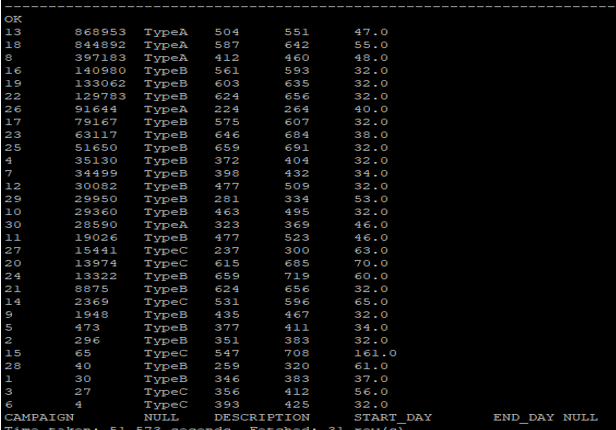 OK
13 868953 TypeA 504 551 47.0
18 844892 TypeA 587 642 55.0
8 397183 TypeA 412 460 48.0
16 140980 TypeB 561 593 32.0
19 133062 TypeB 603 635 32.0
22 129783 TypeB 624 656 32.0
26 91644 TypeA 224 264 40.0
17 79167 TypeB 575 607 32.0
23 63117 TypeB 646 684 38.0
25 51650 TypeB 659 691 32.0
4 35130 TypeB 372 404 32.0
7 34499 TypeB 398 432 34.0
12 30082 TypeB 477 509 32.0
29 29950 TypeB 281 334 53.0
10 29360 TypeB 463 495 32.0
30 28590 TypeA 323 369 46.0
11 19026 TypeB 477 523 46.0
27 15441 TypeC 237 300 63.0
20 13974 TypeC 615 685 70.0
24 13322 TypeB 659 719 60.0
21 8875 TypeB 624 656 32.0
14 2369 TypeC 531 596 65.0
9 1948 TypeB 435 467 32.0
5 473 TypeB 377 411 34.0
2 296 TypeB 351 383 32.0
15 65 TypeC 547 708 161.0
28 40 TypeB 259 320 61.0
1 30 TypeB 346 383 37.0
3 27 TypeC 356 412 56.0
6 4 TypeC 393 425 32.0
CAMPAIGN NULL DESCRIPTION START_DAY END_DAY NULL
Time taken: 51.573 seconds, Fetched: 31 row(s)